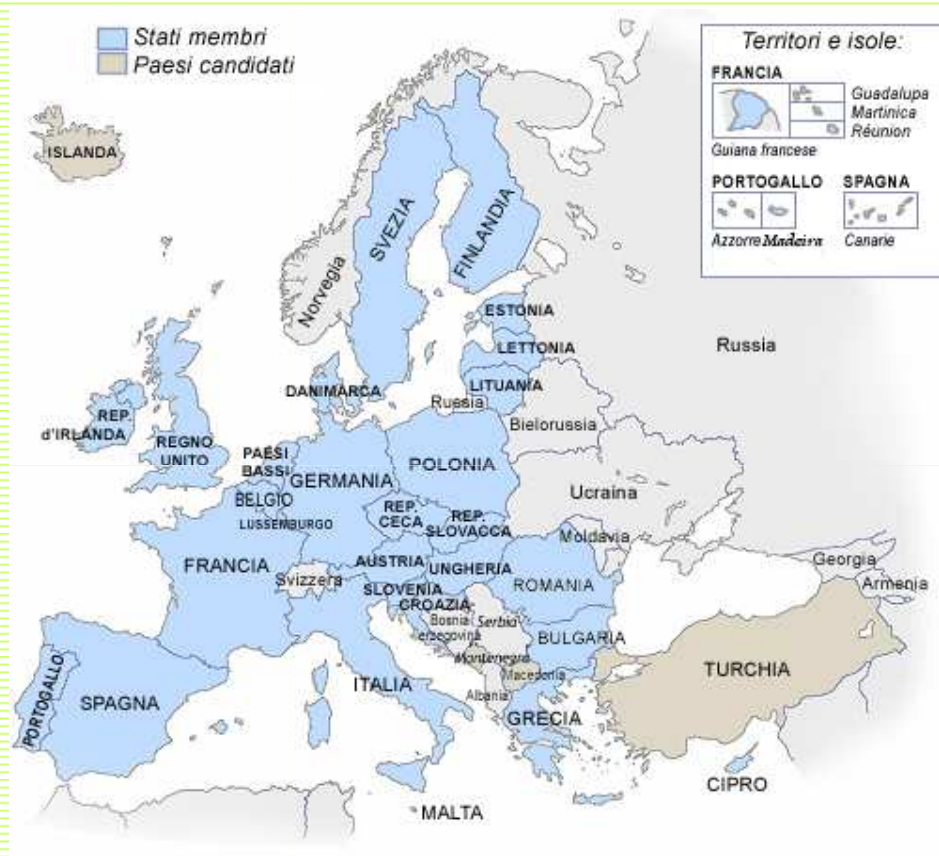 Stati membri
Paesi candidati
Territori e isole:
FRANCIA
Guadalupa
Martinica
Réunion
Guiana francese
PORTOGALLO SPAGNA
Azzorre Madeira Canarie
ISLANDA
SVEZIA
FINLANDIA
Norvegia
ESTONIA
LETTONIA
Russia
DANIMARCA
LITUANIA
Russia
Bielorussia
REP.
d'IRLANDA
REGNO
UNITO
PAESI
BASSI
GERMANIA
POLONIA
BELGIO
Ucraina
LUSSEMBURGO
REP.
CECA
REP.
SLOVACCA
Moldavia
FRANCIA
Svizzera
AUSTRIA
UNGHERIA
ROMANIA
Georgia
Armenia
SLOVENIA
CROAZIA
Bosnia
erzegovina
Serbia
BULGARIA
Montenegro
Macedonia
Albania
TURCHIA
PORTOGALLO
SPAGNA
ITALIA
GRECIA
CIPRO
MALTA